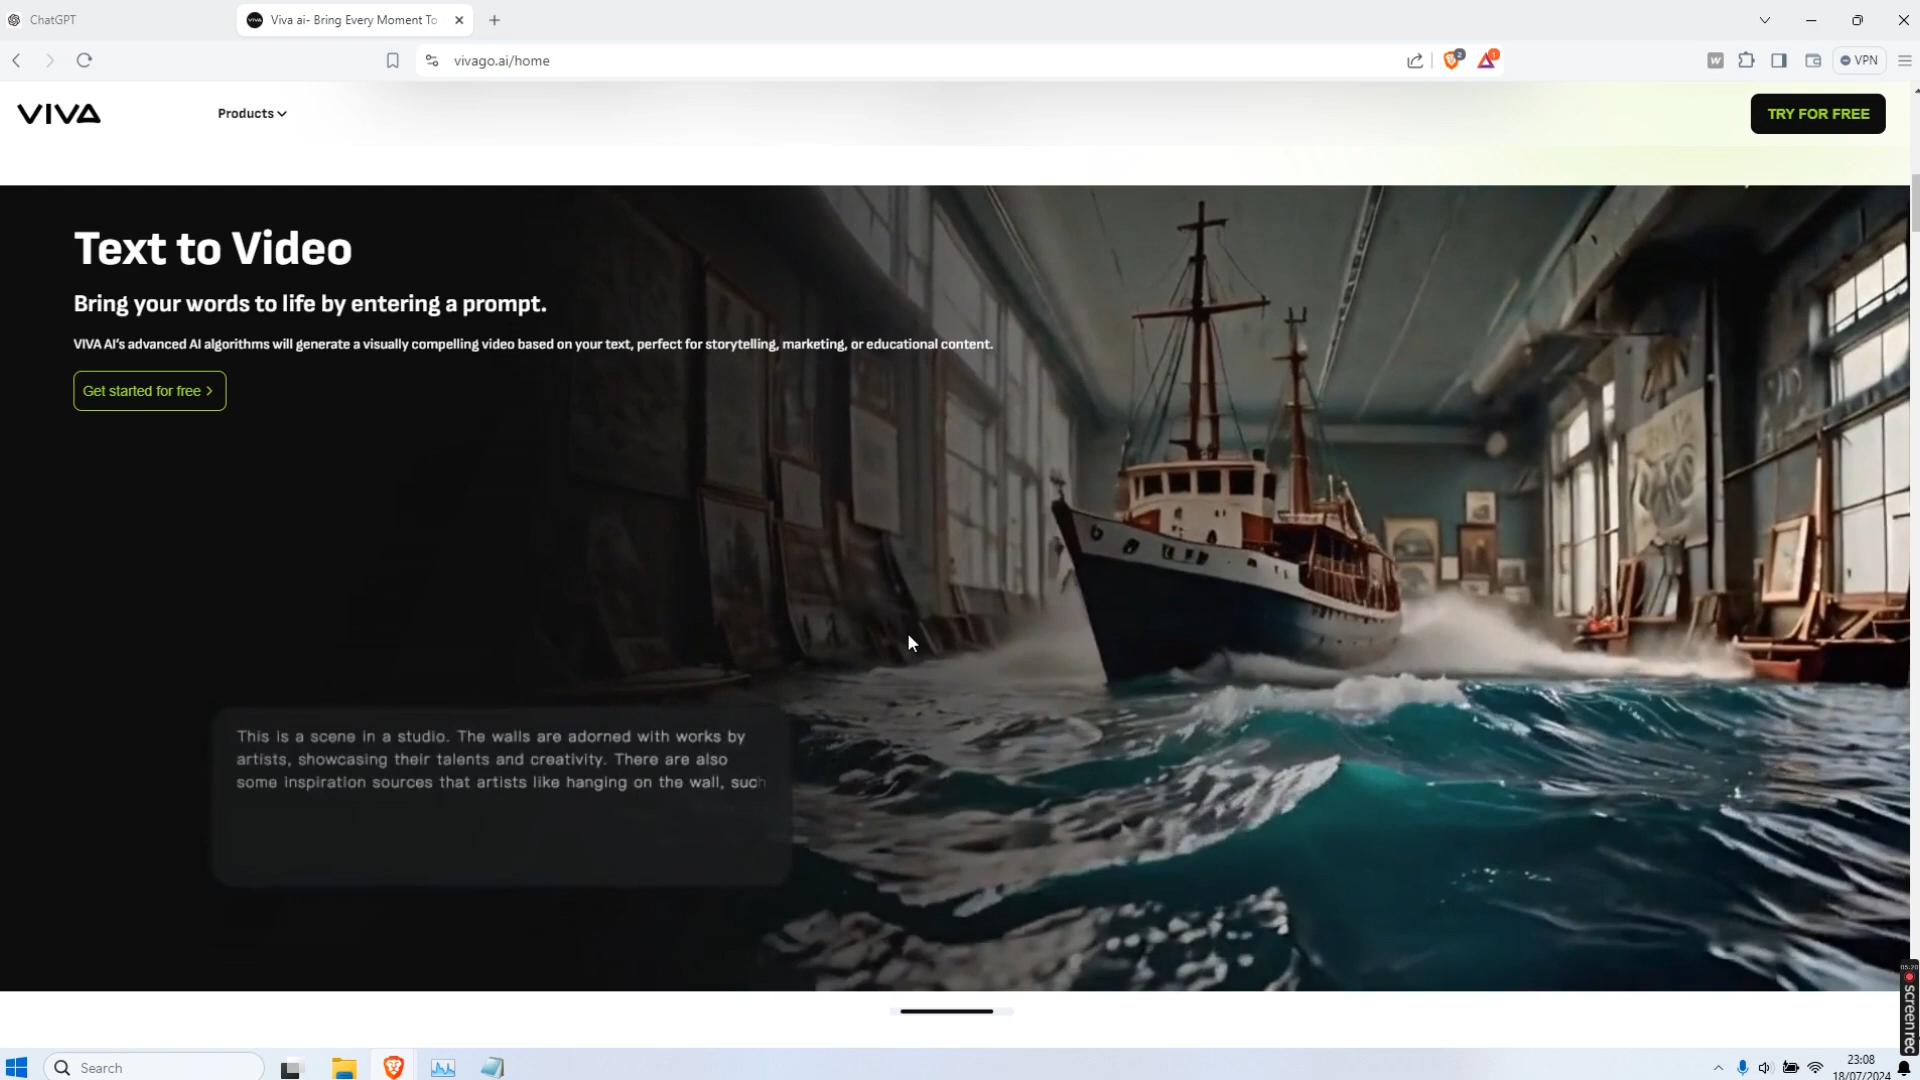 ChatGPT
Viva ai- Bring Every Moment To
vivago.ai/home
2
1
W
VPN
VIVA
Products
TRY FOR FREE
Text to Video
Bring your words to life by entering a prompt.
VIVA AI's advanced AI algorithms will generate a visually compelling video based on your text, perfect for storytelling, marketing, or educational content.
Get started for free >
This is a scene in a studio. The walls are adorned with works by
artists, showcasing their talents and creativity. There are also
some inspiration sources that artists like hanging on the wall, such
05:20
screenrec
Search
23:08
18/07/2024